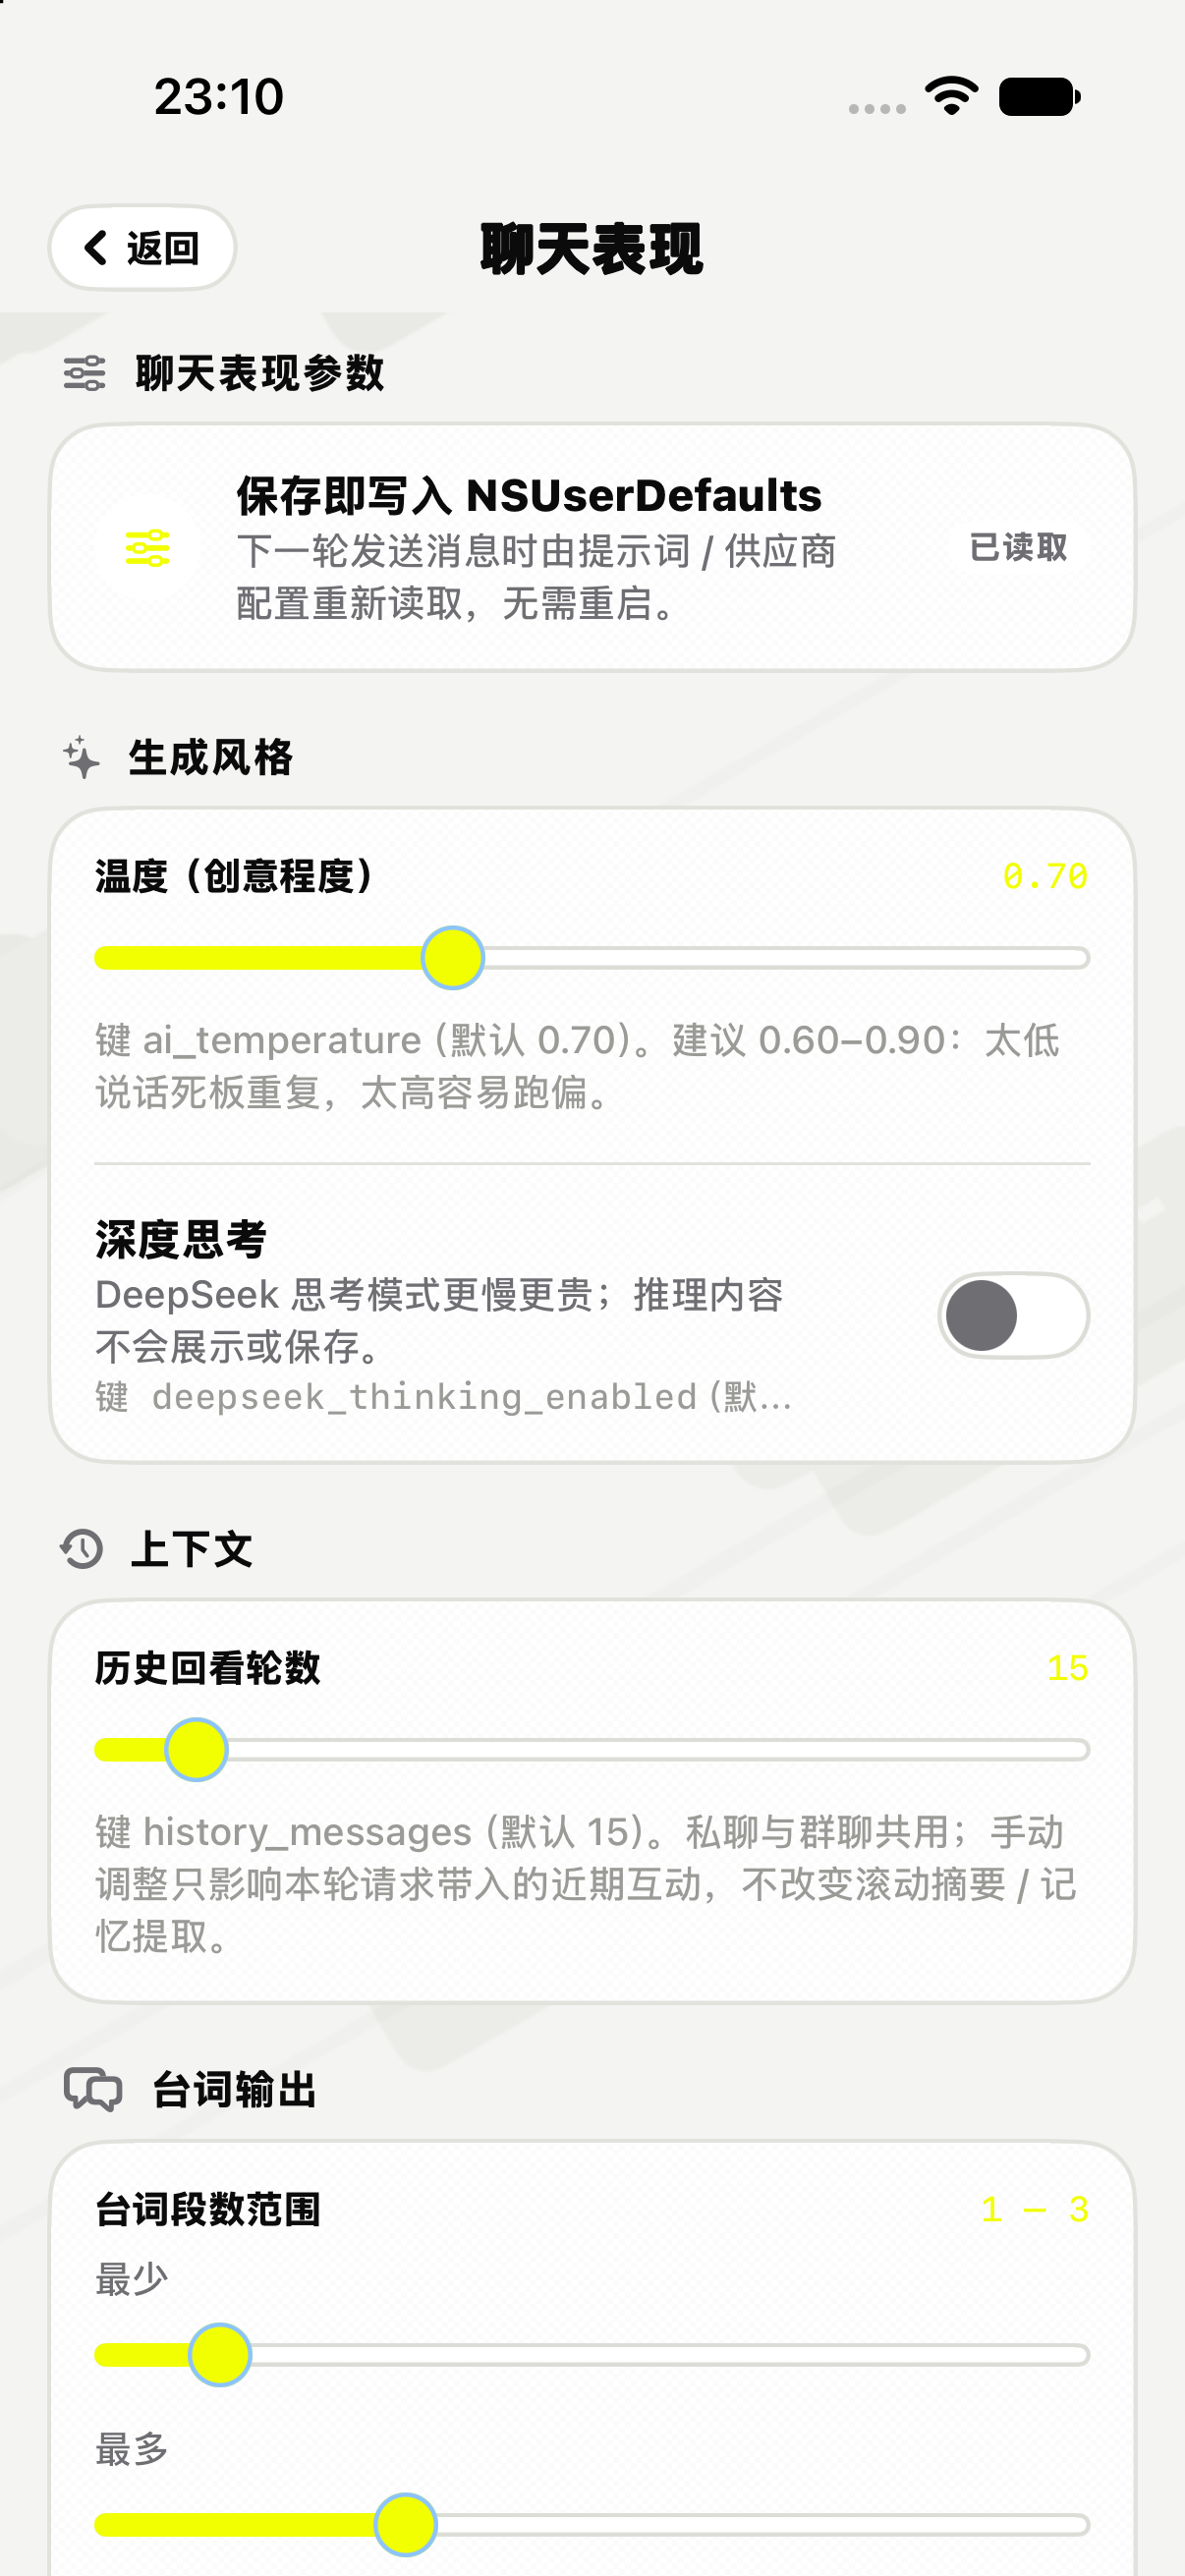 23:10
返回
聊天表现
聊天表现参数
保存即写入 NSUserDefaults
下一轮发送消息时由提示词 / 供应商
配置重新读取，无需重启。
已读取
生成风格
温度（创意程度）
0.70
键 ai_temperature（默认 0.70）。建议 0.60–0.90：太低
说话死板重复，太高容易跑偏。
深度思考
DeepSeek 思考模式更慢更贵；推理内容
不会展示或保存。
键 deepseek_thinking_enabled（默…
上下文
历史回看轮数
15
键 history_messages（默认 15）。私聊与群聊共用；手动
调整只影响本轮请求带入的近期互动，不改变滚动摘要 / 记
忆提取。
台词输出
台词段数范围
1 – 3
最少
最多